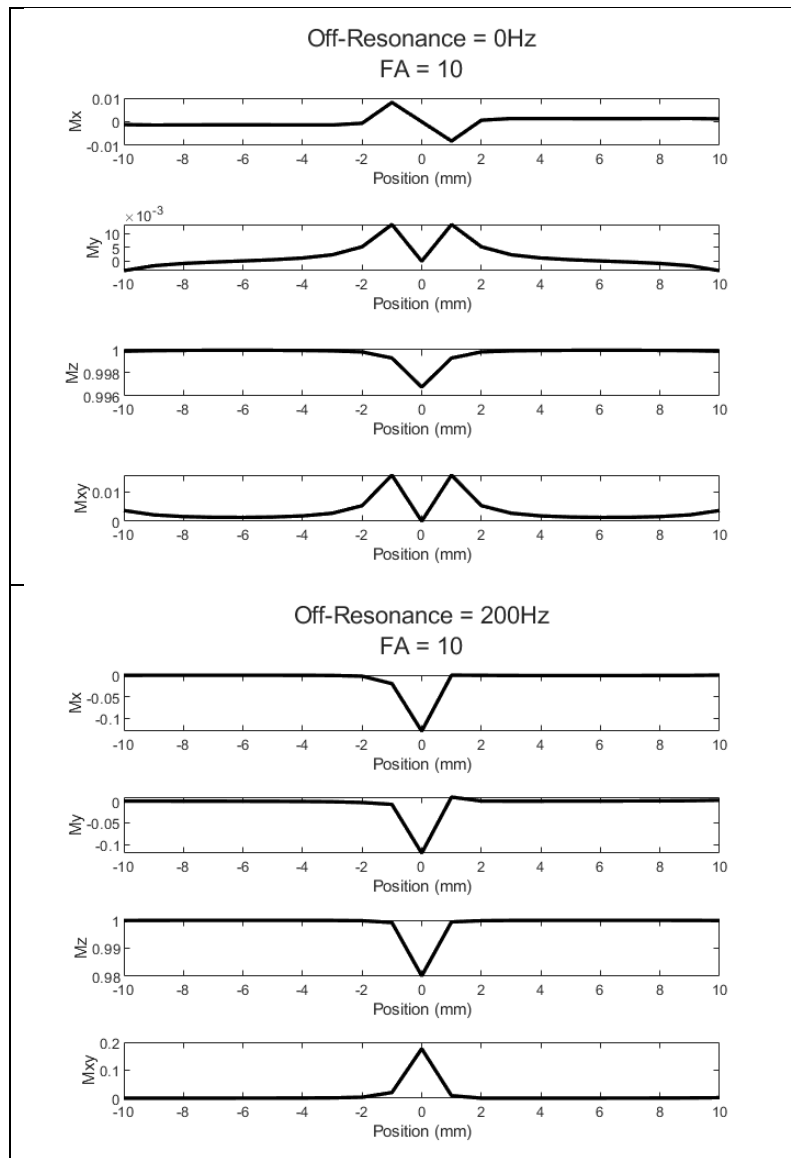 Off-Resonance = 0Hz
FA = 10
0.01
0
-0.01
Mx
-10 -8 -6 -4 -2 0 2 4 6 8 10
Position (mm)
×10⁻³
10
5
0
My
-10 -8 -6 -4 -2 0 2 4 6 8 10
Position (mm)
1
0.998
0.996
Mz
-10 -8 -6 -4 -2 0 2 4 6 8 10
Position (mm)
0.01
0
Mxy
-10 -8 -6 -4 -2 0 2 4 6 8 10
Position (mm)
Off-Resonance = 200Hz
FA = 10
0
-0.05
-0.1
Mx
-10 -8 -6 -4 -2 0 2 4 6 8 10
Position (mm)
0
-0.05
-0.1
My
-10 -8 -6 -4 -2 0 2 4 6 8 10
Position (mm)
1
0.99
0.98
Mz
-10 -8 -6 -4 -2 0 2 4 6 8 10
Position (mm)
0.2
0.1
0
Mxy
-10 -8 -6 -4 -2 0 2 4 6 8 10
Position (mm)